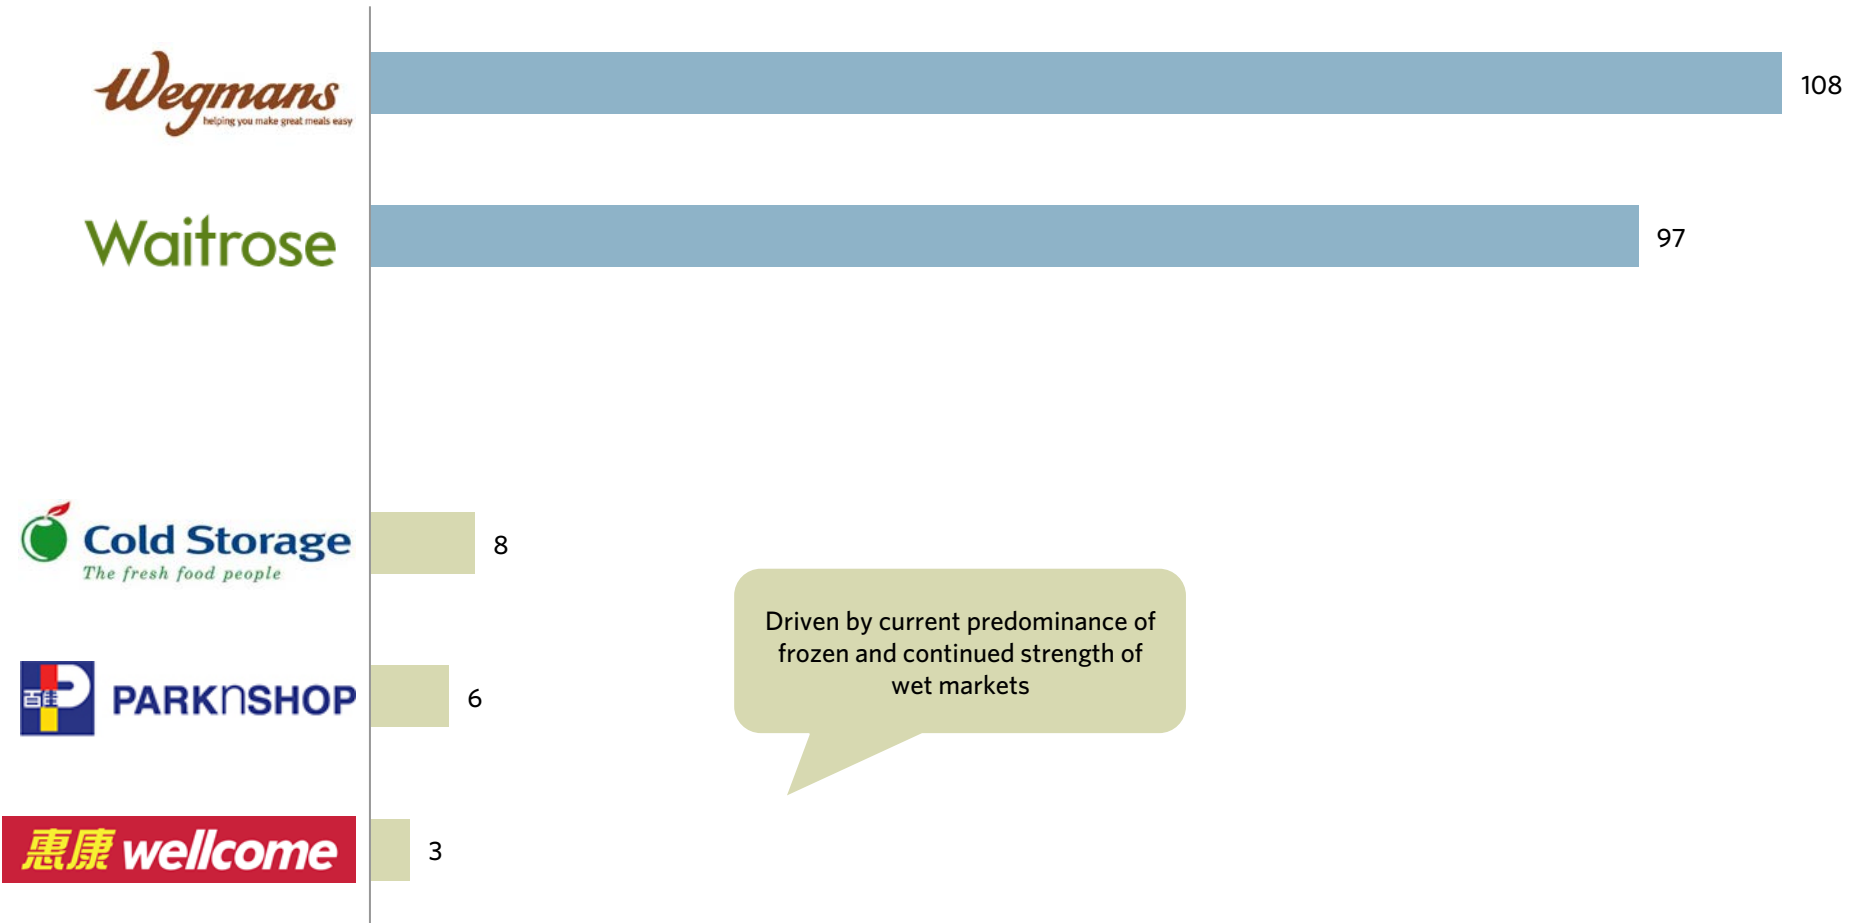 Wegmans
helping you make great meals easy
108
Waitrose
97
Cold Storage
The fresh food people
8
Driven by current predominance of
frozen and continued strength of
wet markets
百佳 P PARKNSHOP
6
惠康 wellcome
3